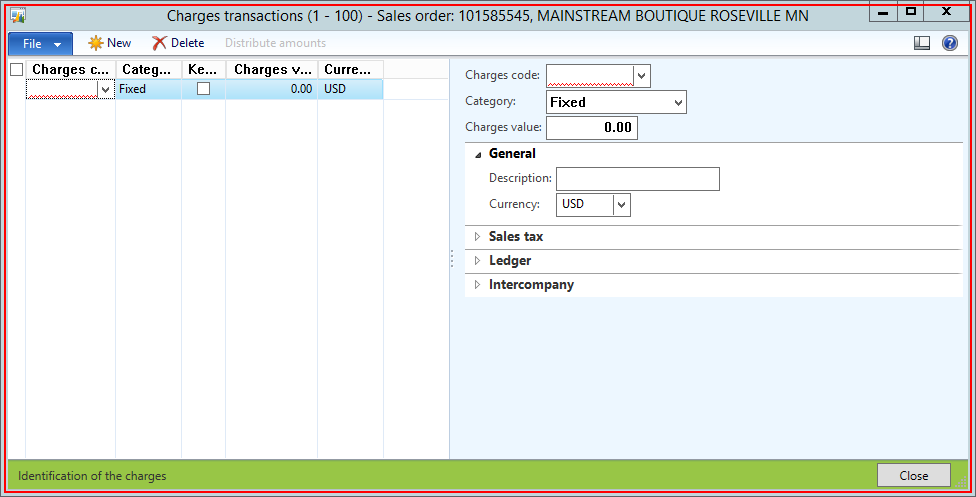 Charges transactions (1 - 100) - Sales order: 101585545, MAINSTREAM BOUTIQUE ROSEVILLE MN
File New Delete Distribute amounts
Charges c... Categ... Ke... Charges v... Curre...
Fixed 0.00 USD
Charges code:
Category: Fixed
Charges value: 0.00
General
Description:
Currency: USD
Sales tax
Ledger
Intercompany
Identification of the charges Close